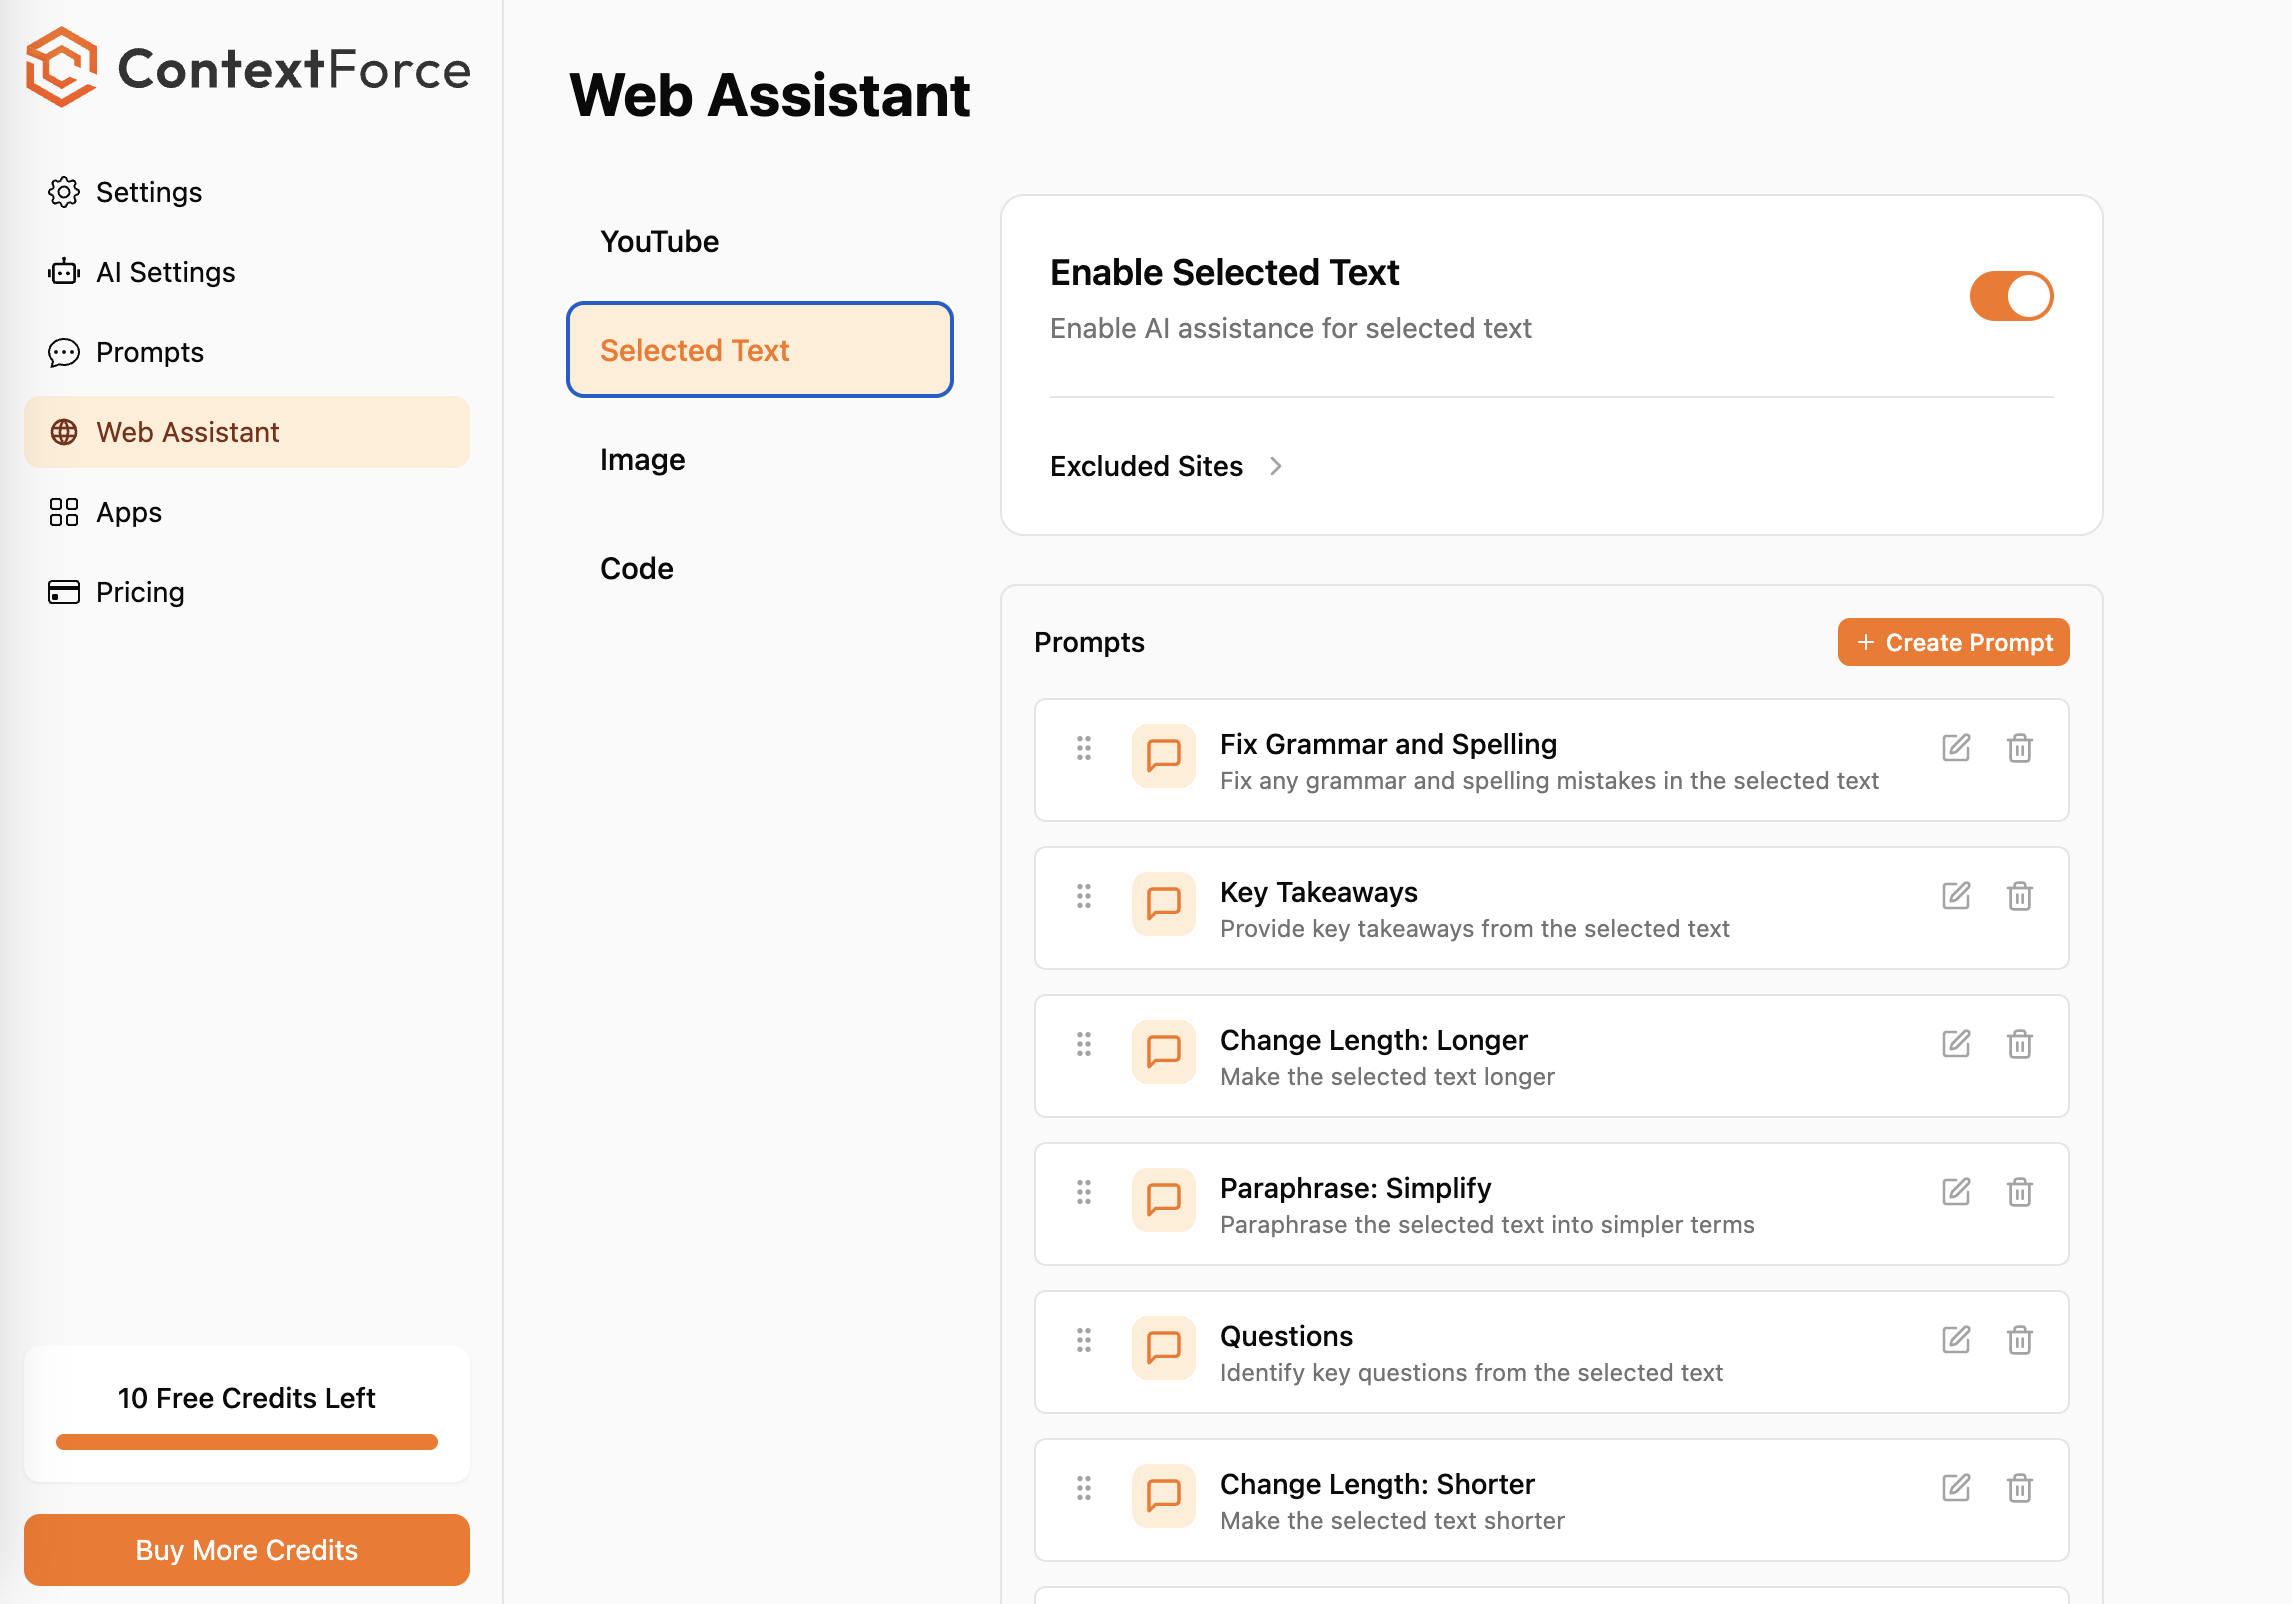 ContextForce
Settings
AI Settings
Prompts
Web Assistant
Apps
Pricing
10 Free Credits Left
Buy More Credits
Web Assistant
YouTube
Selected Text
Image
Code
Enable Selected Text
Enable AI assistance for selected text
Excluded Sites
Prompts
+ Create Prompt
Fix Grammar and Spelling
Fix any grammar and spelling mistakes in the selected text
Key Takeaways
Provide key takeaways from the selected text
Change Length: Longer
Make the selected text longer
Paraphrase: Simplify
Paraphrase the selected text into simpler terms
Questions
Identify key questions from the selected text
Change Length: Shorter
Make the selected text shorter